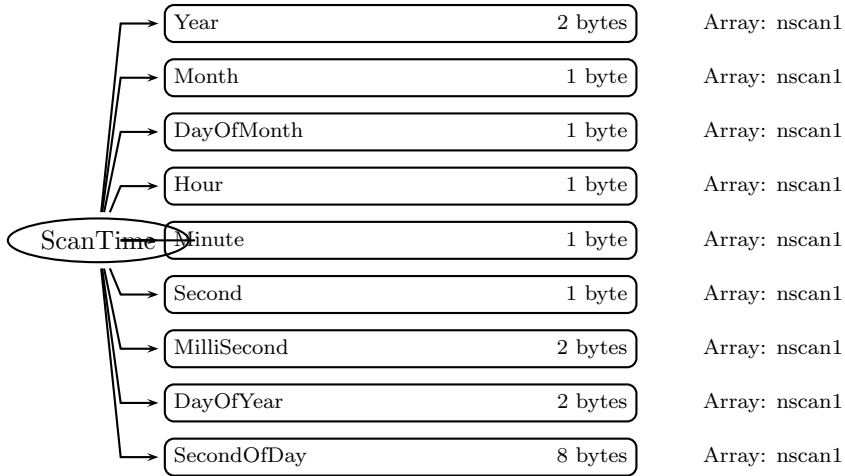 Year 2 bytes Array: nscan1
Month 1 byte Array: nscan1
DayOfMonth 1 byte Array: nscan1
Hour 1 byte Array: nscan1
ScanTime Minute 1 byte Array: nscan1
Second 1 byte Array: nscan1
MilliSecond 2 bytes Array: nscan1
DayOfYear 2 bytes Array: nscan1
SecondOfDay 8 bytes Array: nscan1